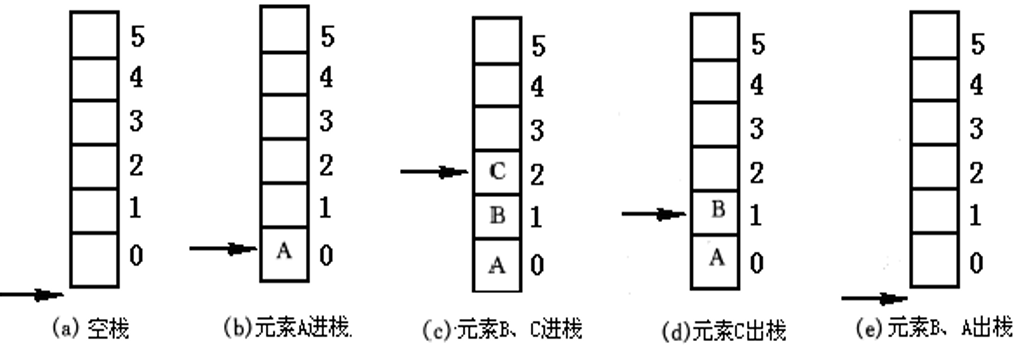 5 5 5 5 5
4 4 4 4 4
3 3 3 3 3
2 2 C 2 2 2
1 1 B 1 B 1 1
0 A 0 A 0 A 0 0
(a) 空栈 (b)元素A进栈. (c)·元素B、C进栈 (d)元素C出栈 (e)元素B、A出栈